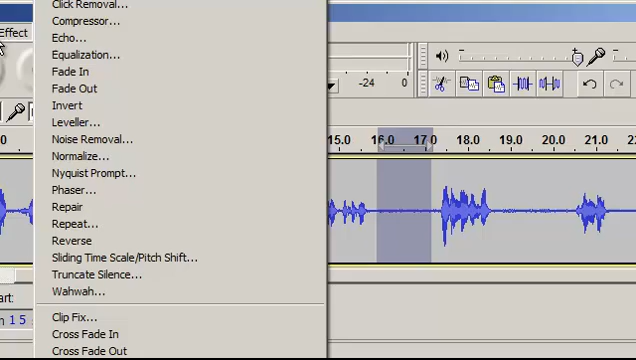 Click Removal...
Effect
Compressor...
Echo...
Equalization...
Fade In
-24 0
Fade Out
Invert
Leveller...
Noise Removal...
.0 15.0 16.0 17.0 18.0 19.0 20.0 21.0 22
Normalize...
Nyquist Prompt...
Phaser...
Repair
Repeat...
Reverse
Sliding Time Scale/Pitch Shift...
Truncate Silence...
Wahwah...
art:
Clip Fix...
m 1 5
Cross Fade In
Cross Fade Out